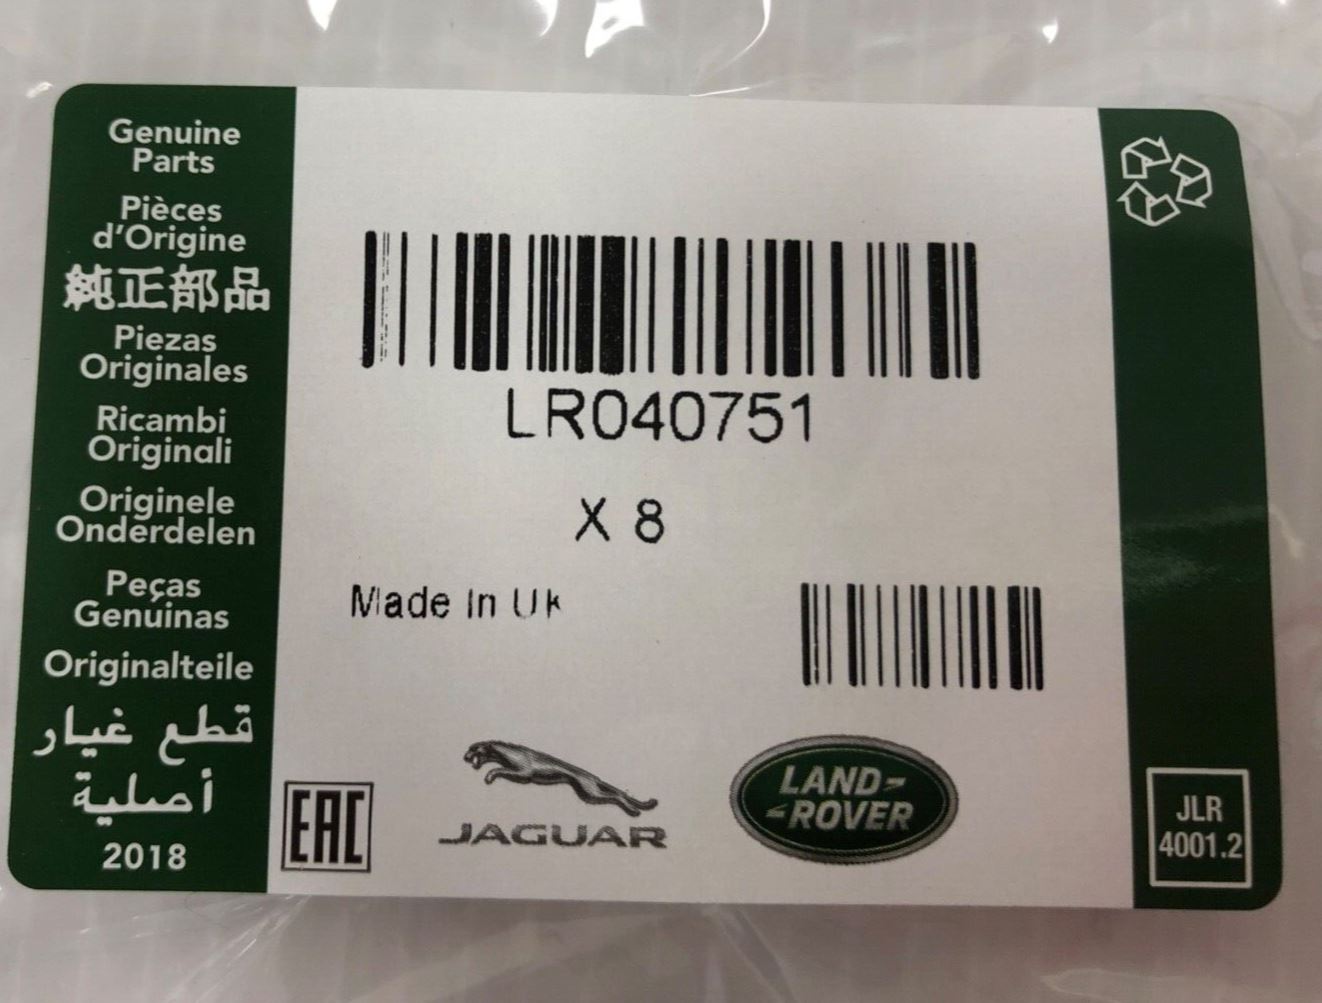 Genuine
Parts
Pièces
d'Origine
純正部品
Piezas
Originales
Ricambi
Originali
Originele
Onderdelen
Peças
Genuinas
Originalteile
قطع غيار
أصلية
2018
LR040751
X 8
Made In Uk
EAC
JAGUAR
LAND-
-ROVER
JLR
4001.2